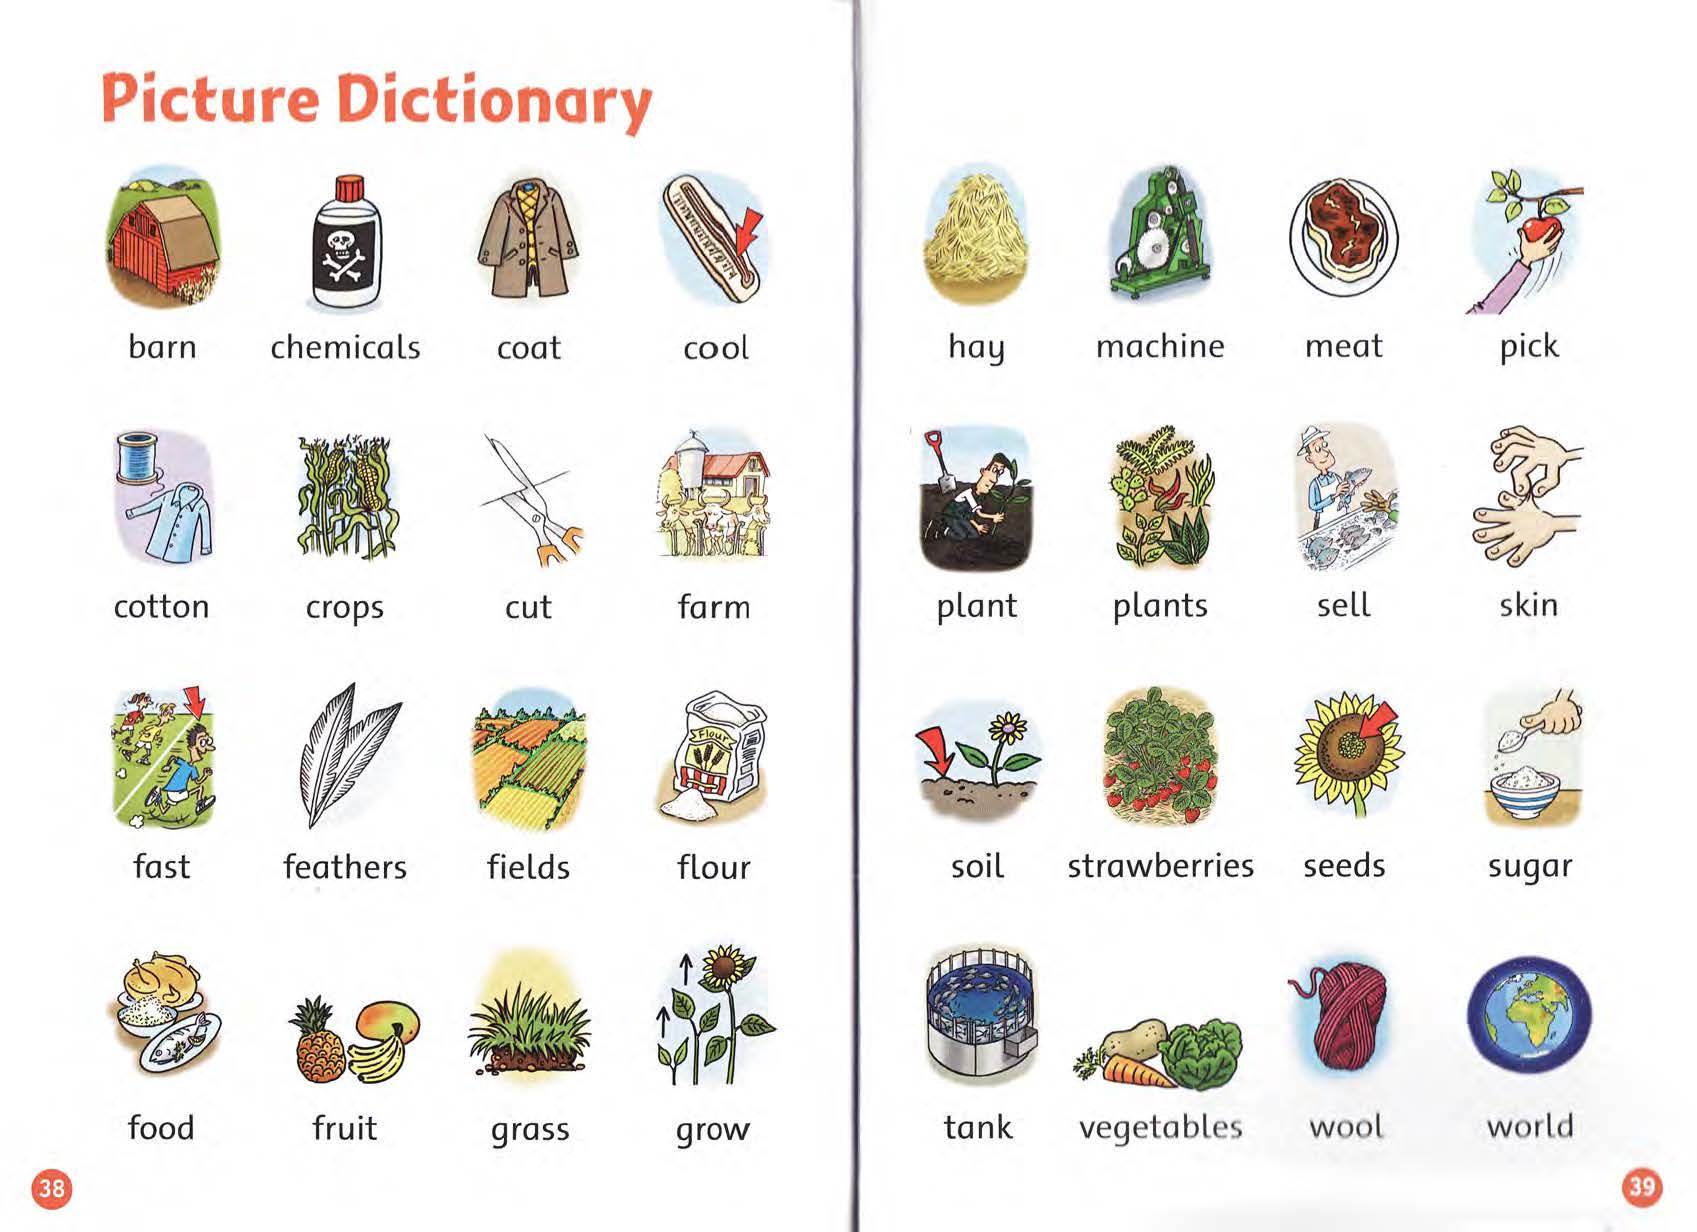 Picture Dictionary
barn chemicals coat cool
cotton crops cut farm
Flour
fast feathers fields flour
food fruit grass grow
38
hay machine meat pick
plant plants sell skin
soil strawberries seeds sugar
tank vegetables wool world
39